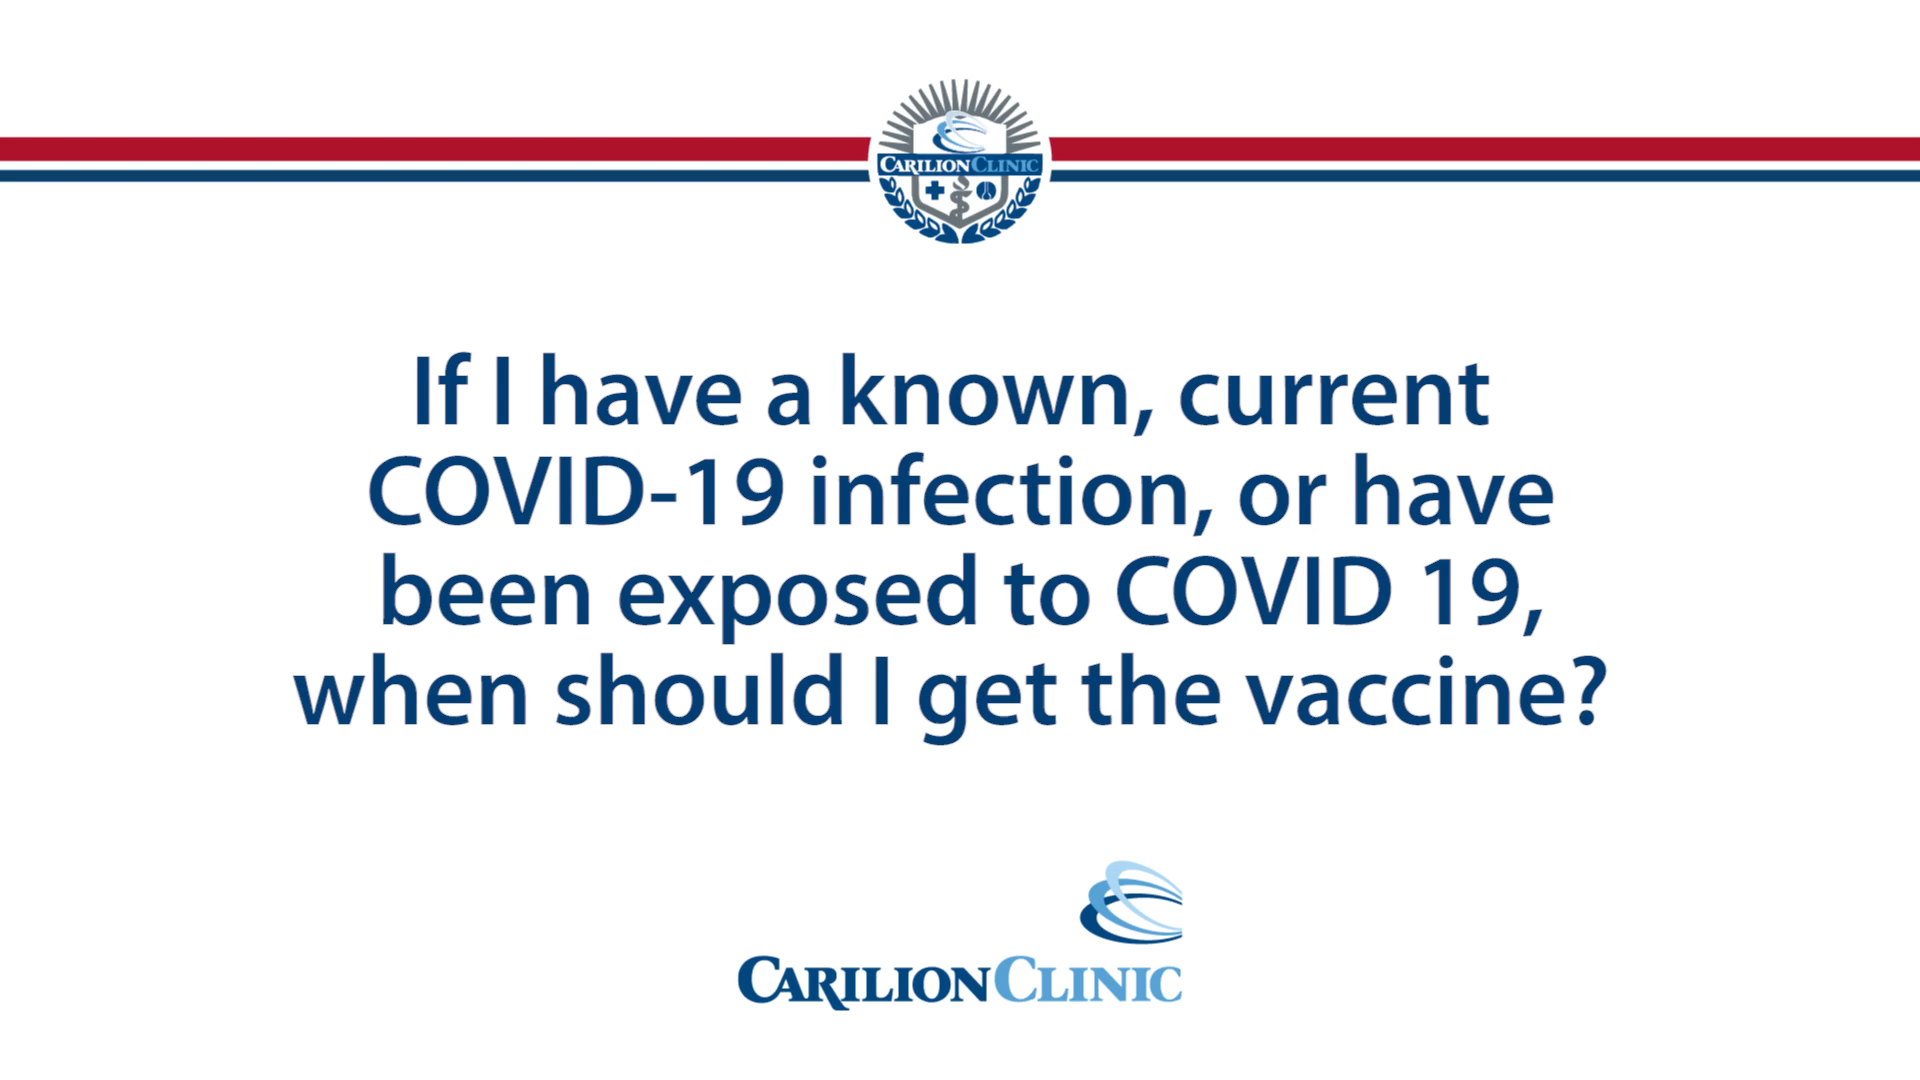 CARILION CLINIC
If I have a known, current
COVID-19 infection, or have
been exposed to COVID 19,
when should I get the vaccine?
CARILION CLINIC